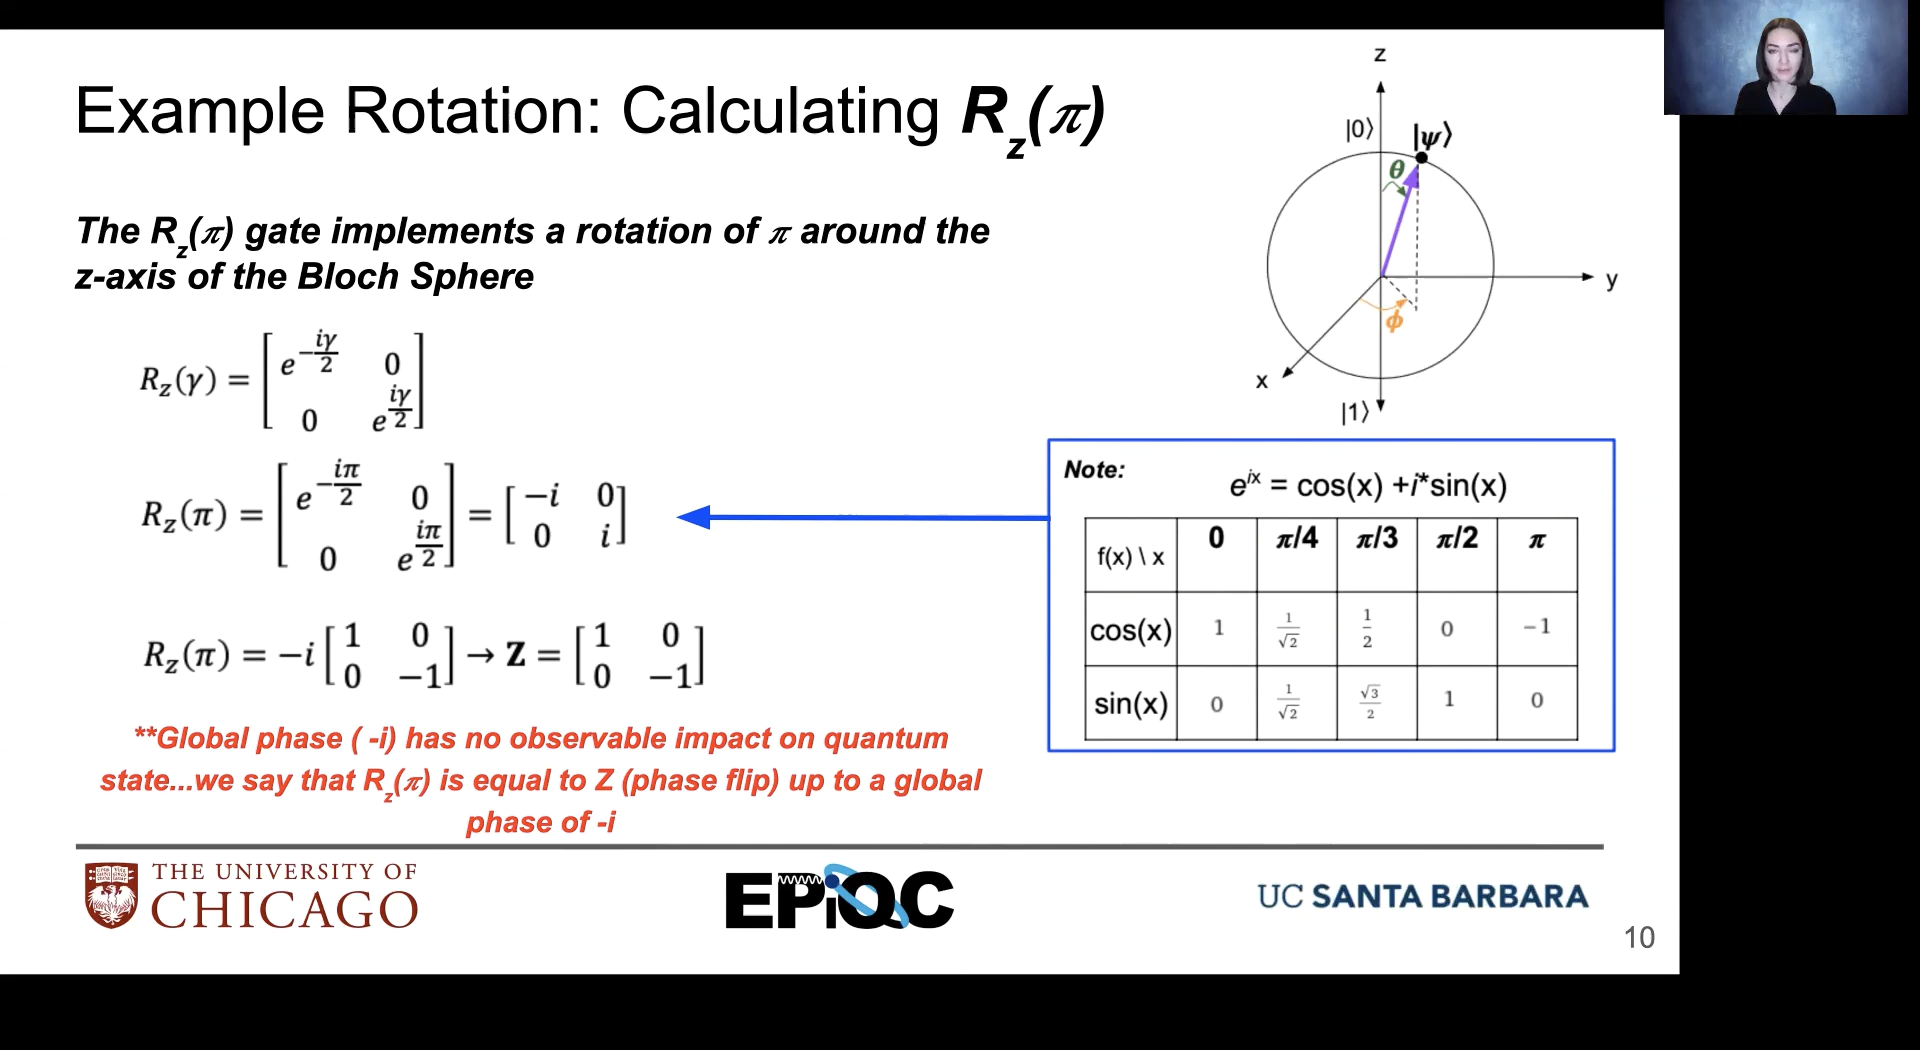 Example Rotation: Calculating R_z(π)
The R_z(π) gate implements a rotation of π around the
z-axis of the Bloch Sphere
R_z(γ) = [ e^{-iγ/2} 0
0 e^{iγ/2} ]
R_z(π) = [ e^{-iπ/2} 0
0 e^{iπ/2} ] = [ −i 0
0 i ]
R_z(π) = −i [ 1 0
0 −1 ] → Z = [ 1 0
0 −1 ]
**Global phase ( -i) has no observable impact on quantum
state...we say that R_z(π) is equal to Z (phase flip) up to a global
phase of -i
z
|0⟩ |ψ⟩
θ
y
ϕ
x
|1⟩
Note:
e^{ix} = cos(x) +i*sin(x)
f(x) \ x 0 π/4 π/3 π/2 π
cos(x) 1 1/√2 1/2 0 −1
sin(x) 0 1/√2 √3/2 1 0
THE UNIVERSITY OF
CHICAGO
EPiQC
UC SANTA BARBARA
10